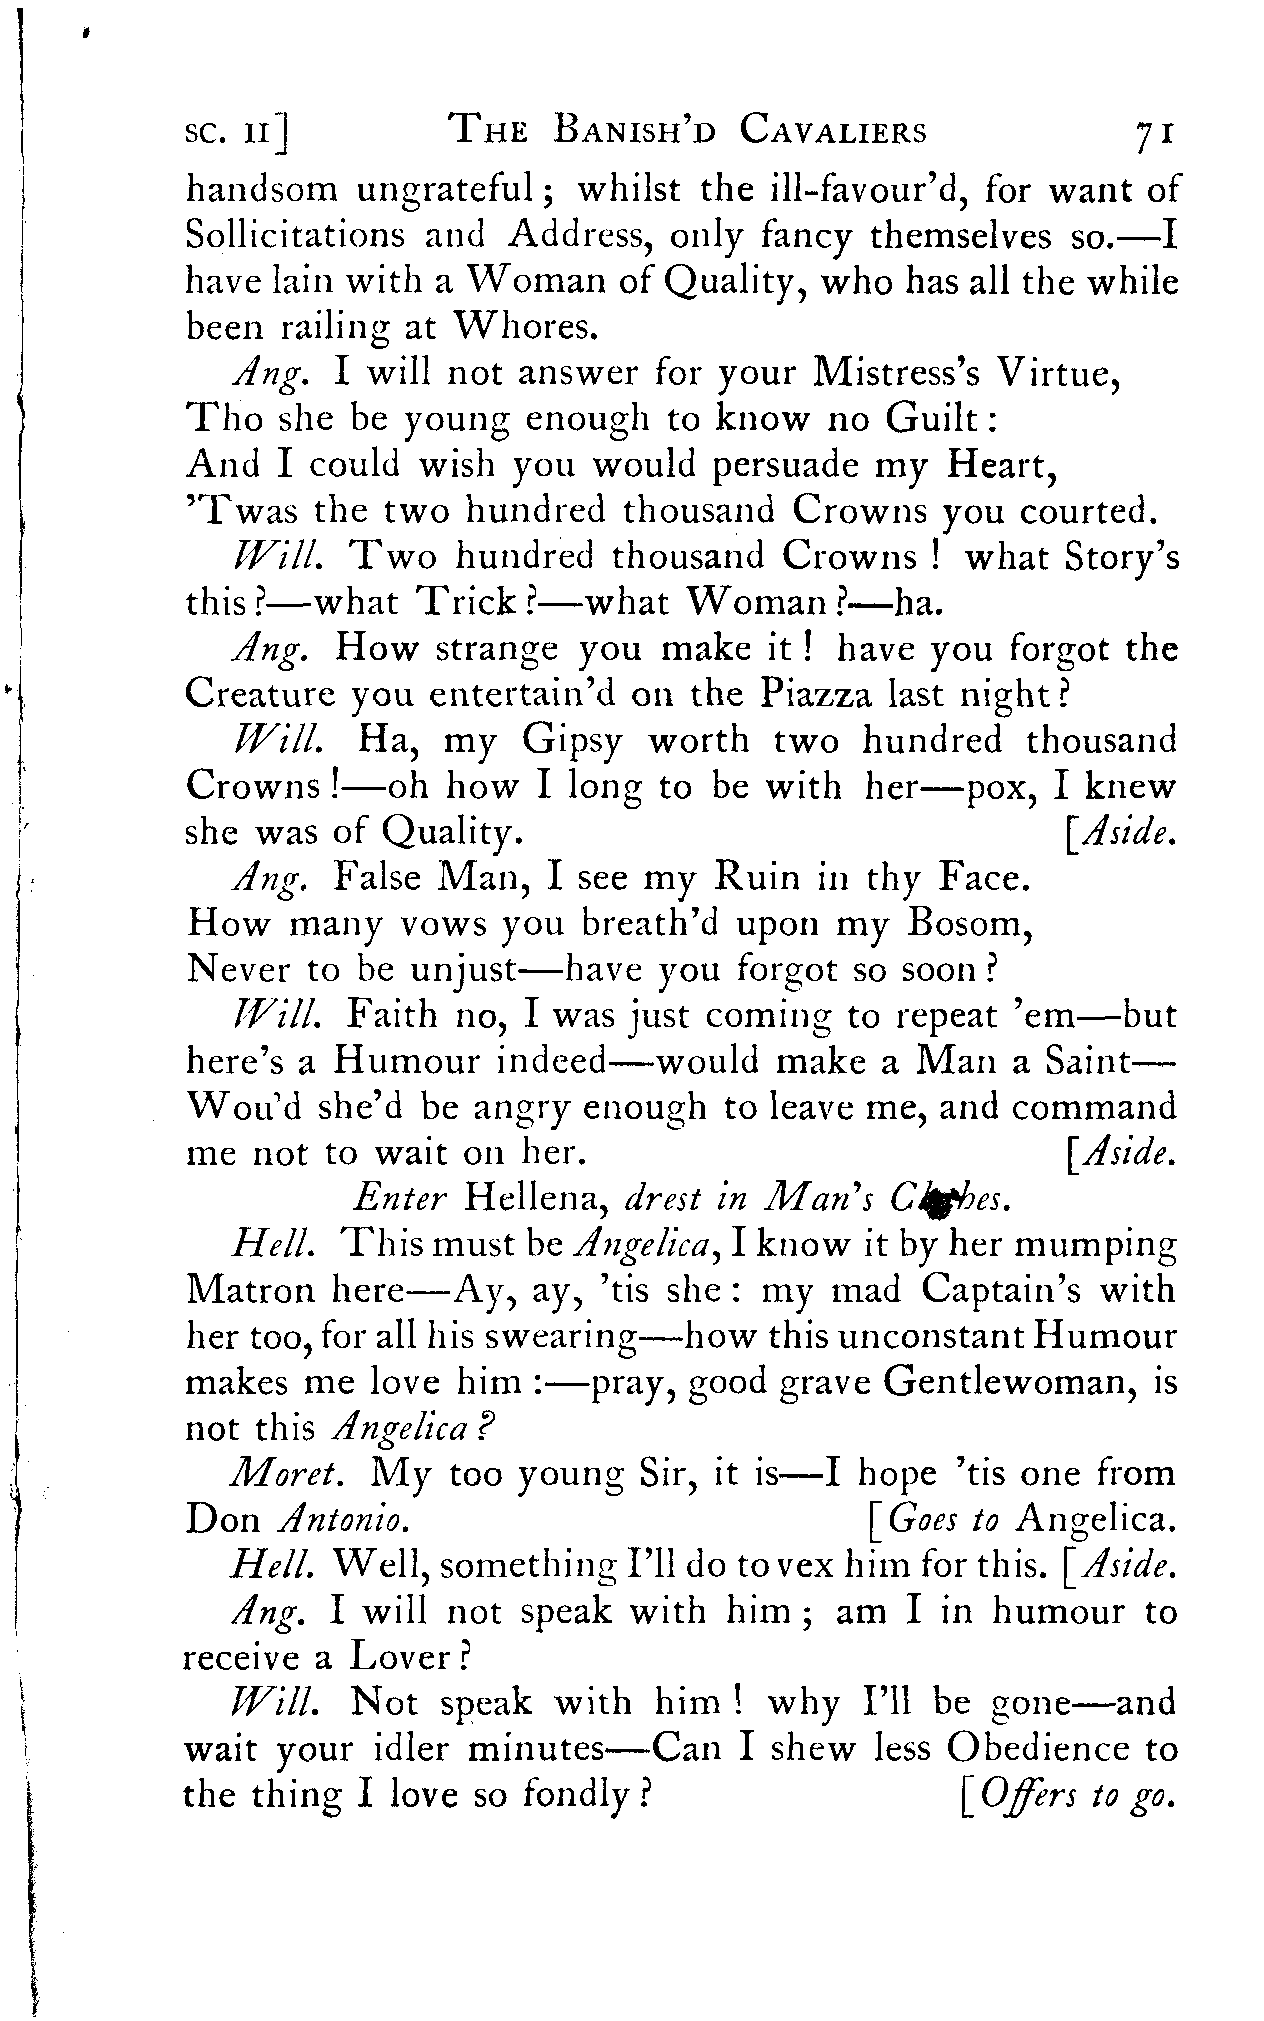 SC. II] THE BANISH'D CAVALIERS 71
handsom ungrateful; whilst the ill-favour'd, for want of
Sollicitations and Address, only fancy themselves so.—I
have lain with a Woman of Quality, who has all the while
been railing at Whores.
Ang. I will not answer for your Mistress's Virtue,
Tho she be young enough to know no Guilt:
And I could wish you would persuade my Heart,
'Twas the two hundred thousand Crowns you courted.
Will. Two hundred thousand Crowns! what Story's
this?—what Trick?—what Woman?—ha.
Ang. How strange you make it! have you forgot the
Creature you entertain'd on the Piazza last night?
Will. Ha, my Gipsy worth two hundred thousand
Crowns!—oh how I long to be with her—pox, I knew
she was of Quality. [Aside.
Ang. False Man, I see my Ruin in thy Face.
How many vows you breath'd upon my Bosom,
Never to be unjust—have you forgot so soon?
Will. Faith no, I was just coming to repeat 'em—but
here's a Humour indeed—would make a Man a Saint—
Wou'd she'd be angry enough to leave me, and command
me not to wait on her. [Aside.
Enter Hellena, drest in Man's
Hell. This must be Angelica, I know it by her mumping
Matron here—Ay, ay, 'tis she: my mad Captain's with
her too, for all his swearing—how this unconstant Humour
makes me love him:—pray, good grave Gentlewoman, is
not this Angelica?
Moret. My too young Sir, it is—I hope 'tis one from
Don Antonio. [Goes to Angelica.
Hell. Well, something I'll do to vex him for this. [Aside.
Ang. I will not speak with him; am I in humour to
receive a Lover?
Will. Not speak with him! why I'll be gone—and
wait your idler minutes—Can I shew less Obedience to
the thing I love so fondly? [Offers to go.